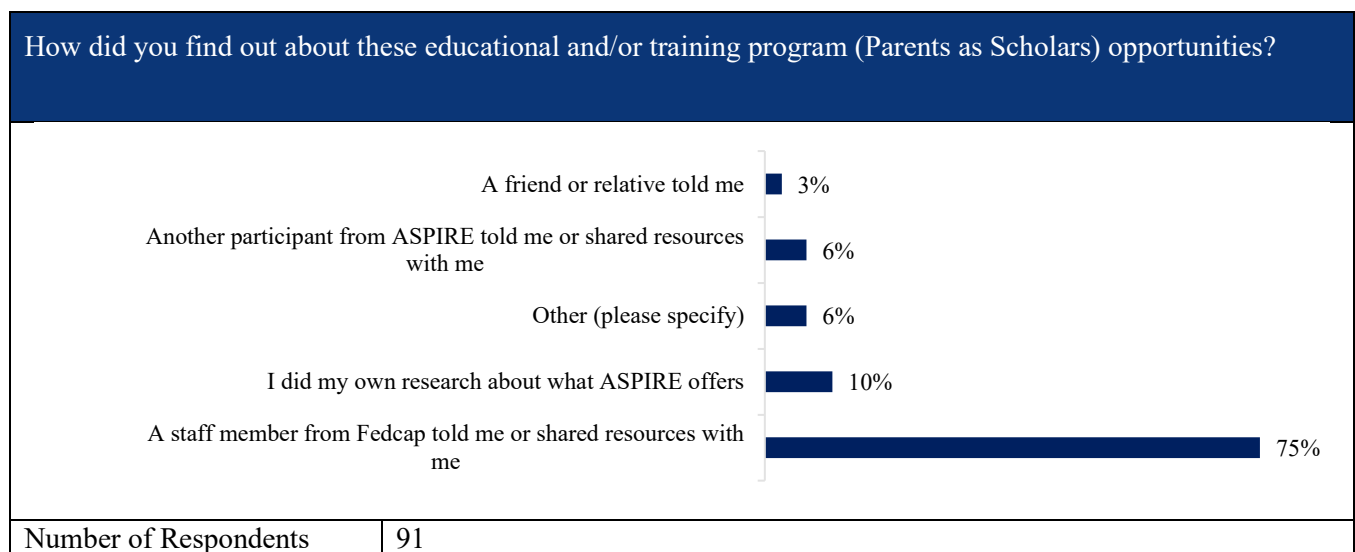 How did you find out about these educational and/or training program (Parents as Scholars) opportunities?
A friend or relative told me 3%
Another participant from ASPIRE told me or shared resources
with me 6%
Other (please specify) 6%
I did my own research about what ASPIRE offers 10%
A staff member from Fedcap told me or shared resources with
me 75%
Number of Respondents 91